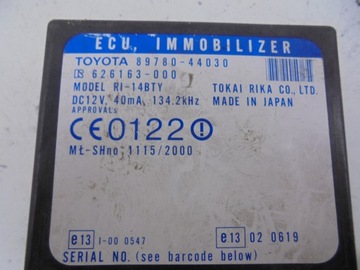 ECU, IMMOBILIZER
TOYOTA 89780-44030
626163-000
MODEL RI-14BTY TOKAI RIKA CO., LTD.
DC12V, 40mA, 134.2kHz MADE IN JAPAN
APPROVALS
CE0122
MŁ-SHno. 1115/2000
e13 I-00 0547 e13 02 0619
SERIAL NO. (see barcode below)